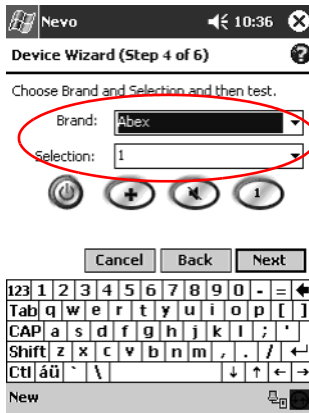 Nevo 10:36
Device Wizard (Step 4 of 6)
Choose Brand and Selection and then test.
Brand: Abex
Selection: 1
1
Cancel Back Next
123 1 2 3 4 5 6 7 8 9 0 - =
Tab q w e r t y u i o p [ ]
CAP a s d f g h j k l ; '
Shift z x c v b n m , . /
Ctl áü ` \
New